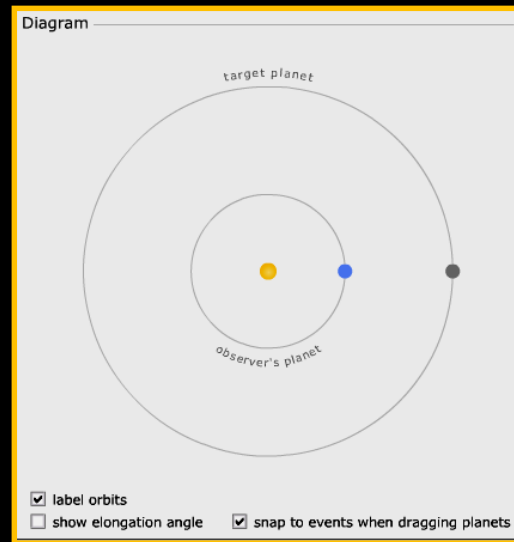 Diagram
target planet
observer's planet
label orbits
show elongation angle
snap to events when dragging planets